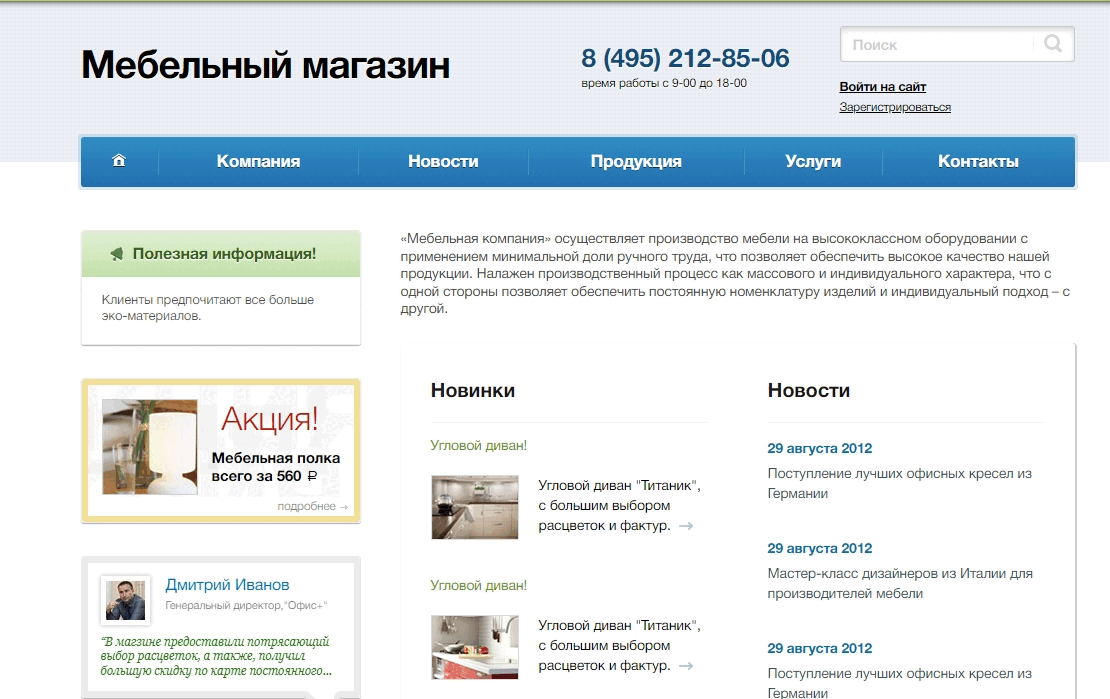 Мебельный магазин
8 (495) 212-85-06
время работы с 9-00 до 18-00
Поиск
Войти на сайт
Зарегистрироваться
Компания
Новости
Продукция
Услуги
Контакты
Полезная информация!
Клиенты предпочитают все больше
эко-материалов.
Акция!
Мебельная полка
всего за 560 ₽
подробнее →
Дмитрий Иванов
Генеральный директор,"Офис+"
“В магзине предоставили потрясающий
выбор расцветок, а также, получил
большую скидку по карте постоянного...
«Мебельная компания» осуществляет производство мебели на высококлассном оборудовании с
применением минимальной доли ручного труда, что позволяет обеспечить высокое качество нашей
продукции. Налажен производственный процесс как массового и индивидуального характера, что с
одной стороны позволяет обеспечить постоянную номенклатуру изделий и индивидуальный подход – с
другой.
Новинки
Угловой диван!
Угловой диван "Титаник",
с большим выбором
расцветок и фактур. →
Угловой диван!
Угловой диван "Титаник",
с большим выбором
расцветок и фактур. →
Новости
29 августа 2012
Поступление лучших офисных кресел из
Германии
29 августа 2012
Мастер-класс дизайнеров из Италии для
производителей мебели
29 августа 2012
Поступление лучших офисных кресел из
Германии